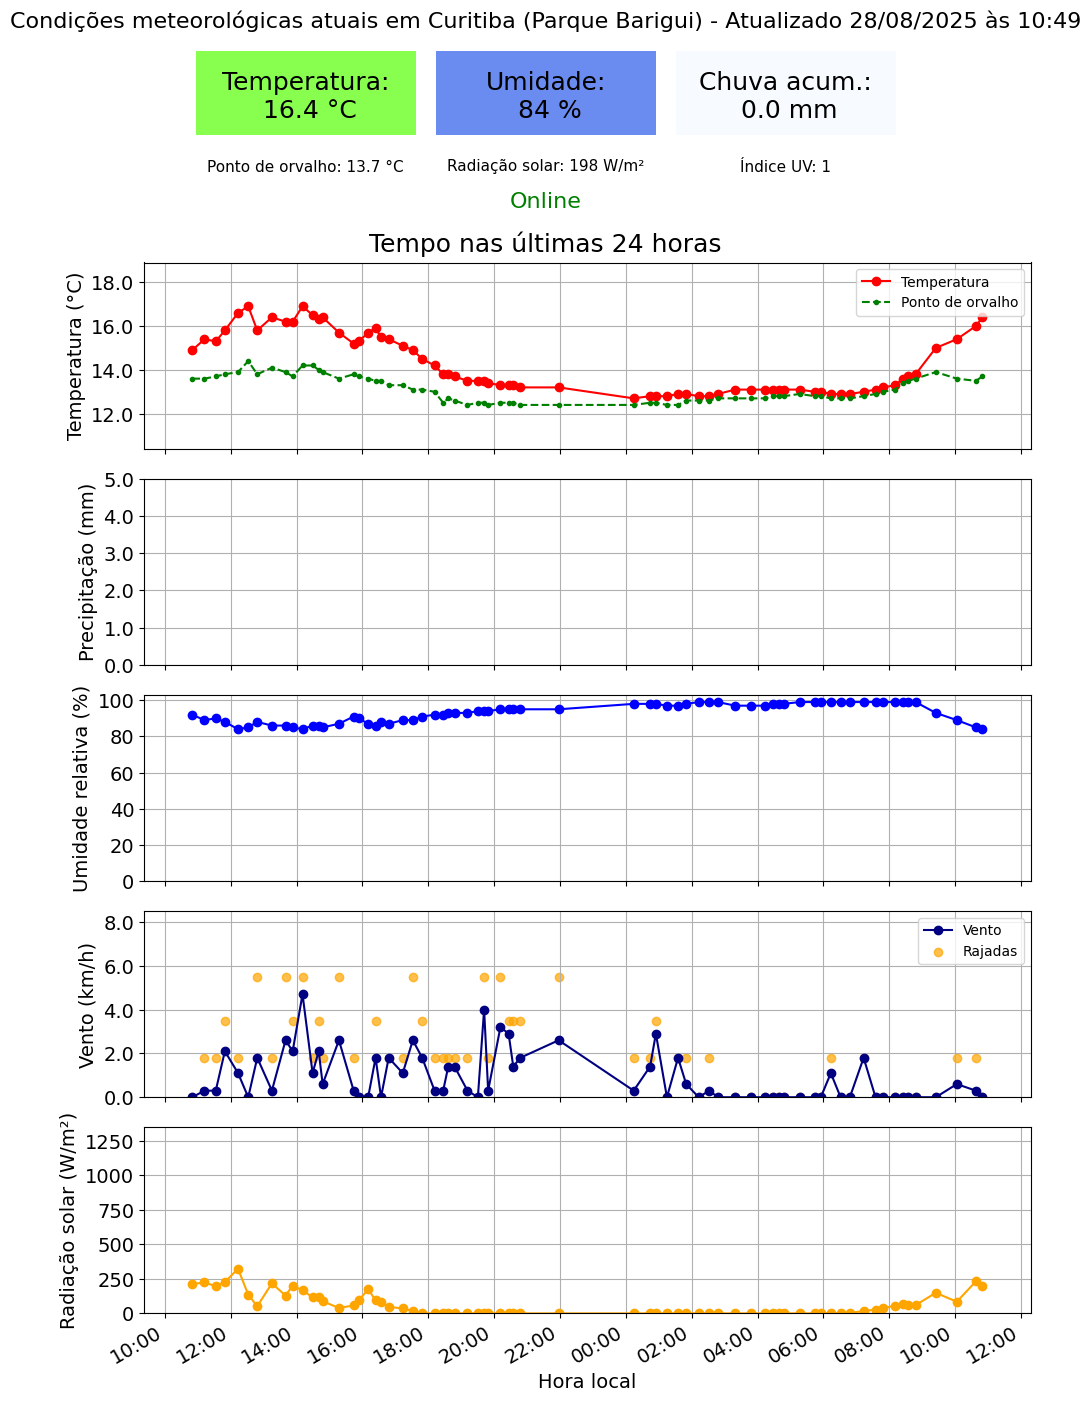 Condições meteorológicas atuais em Curitiba (Parque Barigui) - Atualizado 28/08/2025 às 10:49
Temperatura:
16.4 °C
Umidade:
84 %
Chuva acum.:
0.0 mm
Ponto de orvalho: 13.7 °C
Radiação solar: 198 W/m²
Índice UV: 1
Online
Tempo nas últimas 24 horas
Temperatura (°C)
18.0
16.0
14.0
12.0
Temperatura
Ponto de orvalho
Precipitação (mm)
5.0
4.0
3.0
2.0
1.0
0.0
Umidade relativa (%)
100
80
60
40
20
0
Vento (km/h)
8.0
6.0
4.0
2.0
0.0
Vento
Rajadas
Radiação solar (W/m²)
1250
1000
750
500
250
0
10:00
12:00
14:00
16:00
18:00
20:00
22:00
00:00
02:00
04:00
06:00
08:00
10:00
12:00
Hora local